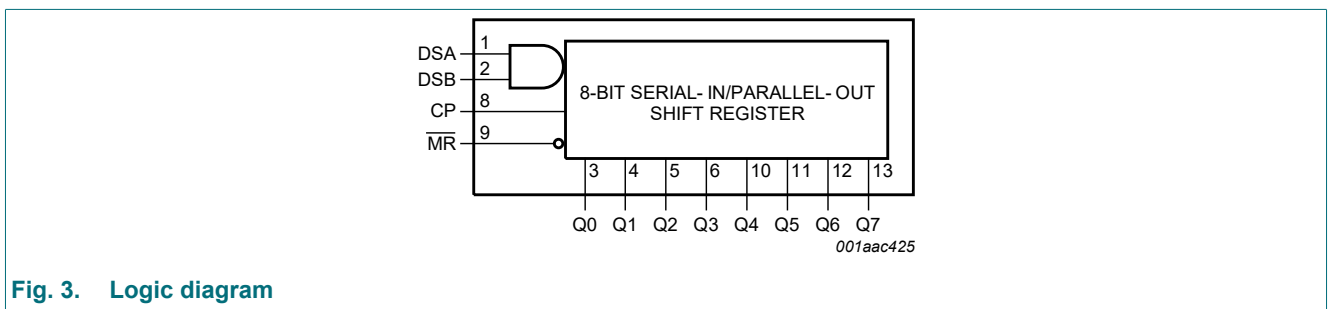 DSA 1
DSB 2
CP 8
MR 9
8-BIT SERIAL- IN/PARALLEL- OUT
SHIFT REGISTER
3 4 5 6 10 11 12 13
Q0 Q1 Q2 Q3 Q4 Q5 Q6 Q7
001aac425
Fig. 3. Logic diagram